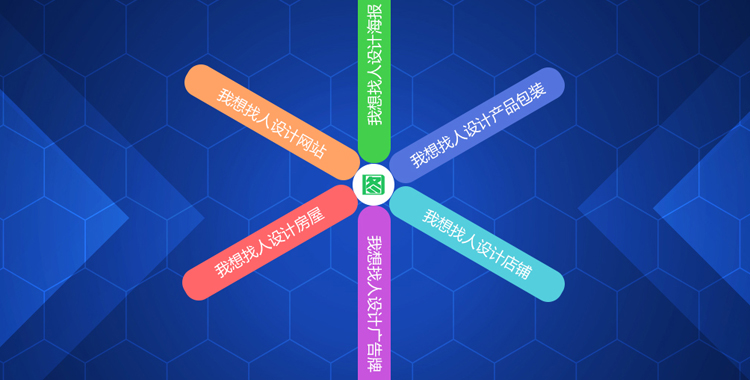 我想找人设计海报
我想找人设计产品包装
我想找人设计网站
我想找人设计房屋
我想找人设计店铺
我想找人设计广告牌